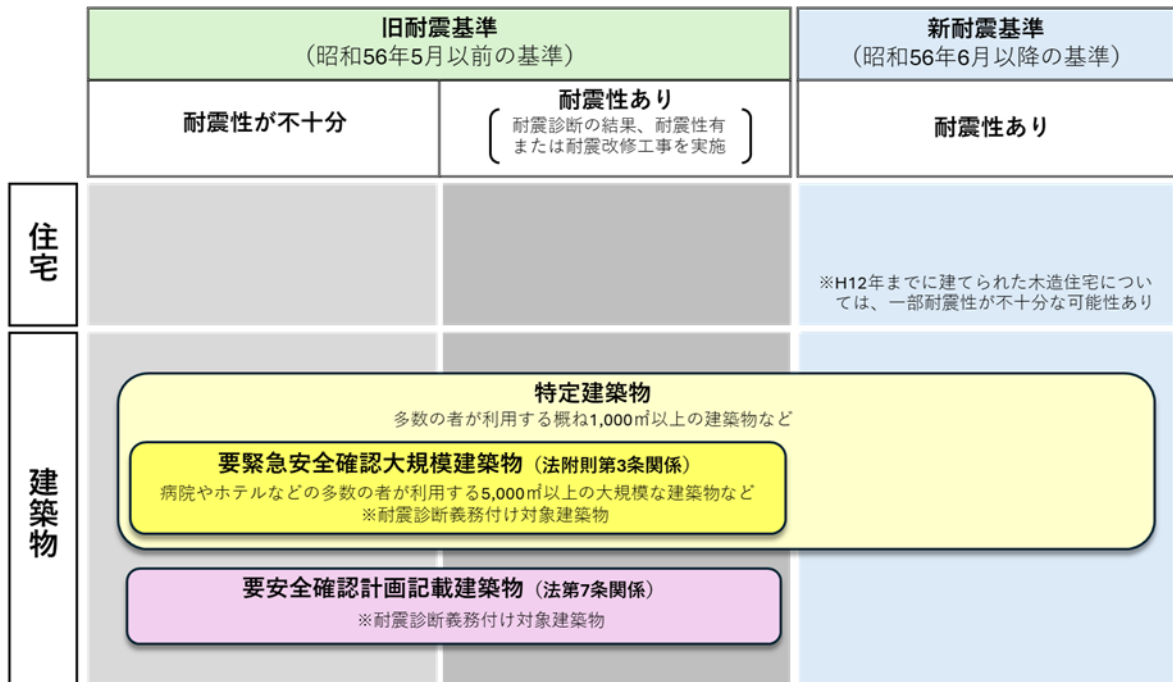 旧耐震基準
（昭和56年5月以前の基準）
新耐震基準
（昭和56年6月以降の基準）
耐震性が不十分
耐震性あり
耐震診断の結果、耐震性有
または耐震改修工事を実施
耐震性あり
住宅
※H12年までに建てられた木造住宅につい
ては、一部耐震性が不十分な可能性あり
建築物
特定建築物
多数の者が利用する概ね1,000㎡以上の建築物など
要緊急安全確認大規模建築物（法附則第3条関係）
病院やホテルなどの多数の者が利用する5,000㎡以上の大規模な建築物など
※耐震診断義務付け対象建築物
要安全確認計画記載建築物（法第7条関係）
※耐震診断義務付け対象建築物